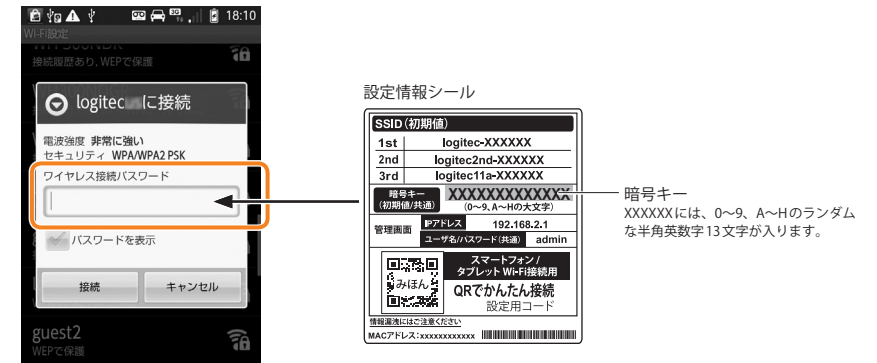 3G
18:10
Wi-Fi設定
接続履歴あり, WEPで保護
logitec
に接続
電波強度 非常に強い
セキュリティ WPA/WPA2 PSK
ワイヤレス接続パスワード
パスワードを表示
接続 キャンセル
guest2
WEPで保護
設定情報シール
SSID(初期値)
1st logitec-XXXXXX
2nd logitec2nd-XXXXXX
3rd logitec11a-XXXXXX
暗号キー
(初期値/共通)
XXXXXXXXXXXXX
(0~9、A~Hの大文字)
管理画面
IPアドレス 192.168.2.1
ユーザ名/パスワード(共通) admin
みほん
スマートフォン/
タブレット Wi-Fi接続用
QRでかんたん接続
設定用コード
情報漏洩にはご注意ください
MACアドレス:xxxxxxxxxxxx
暗号キー
XXXXXXには、0~9、A~Hのランダム
な半角英数字13文字が入ります。